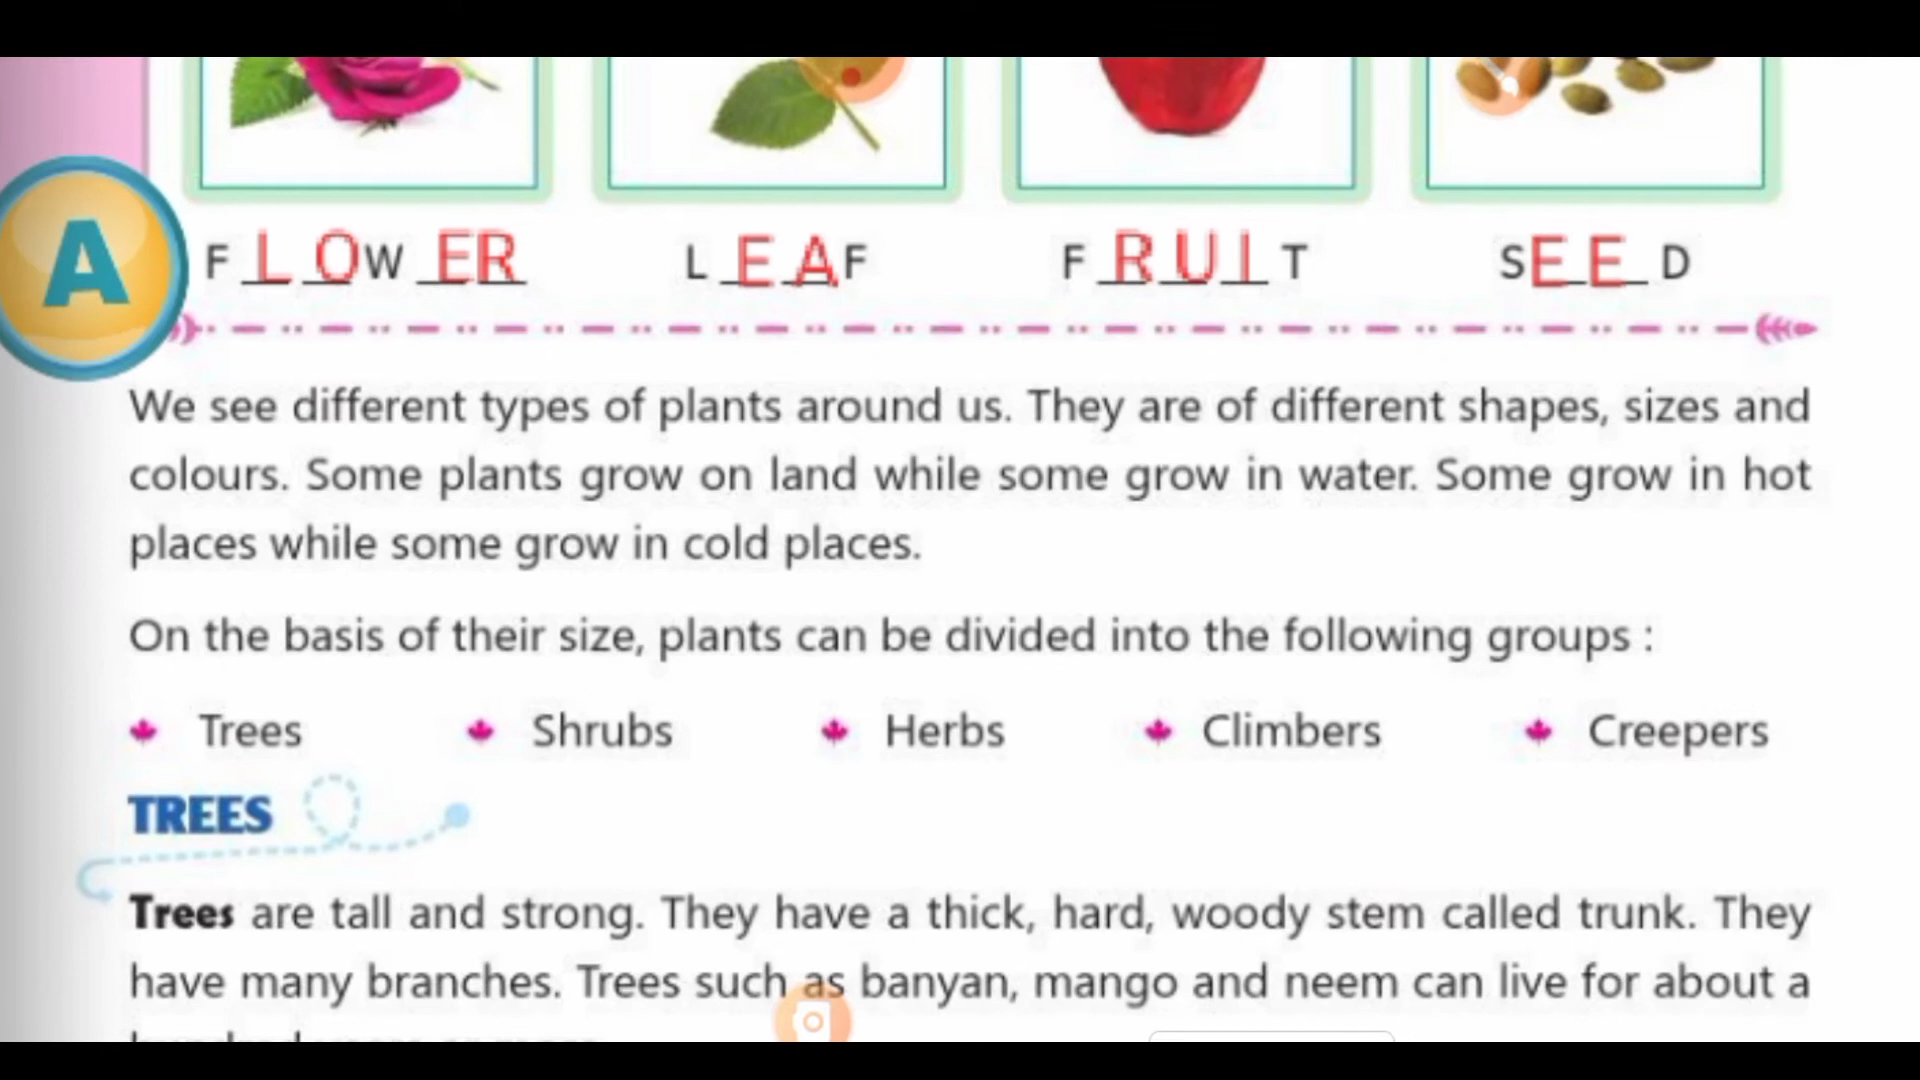 A
F L O W E R
L E A F
F R U I T
S E E D
We see different types of plants around us. They are of different shapes, sizes and
colours. Some plants grow on land while some grow in water. Some grow in hot
places while some grow in cold places.
On the basis of their size, plants can be divided into the following groups :
Trees Shrubs Herbs Climbers Creepers
TREES
Trees are tall and strong. They have a thick, hard, woody stem called trunk. They
have many branches. Trees such as banyan, mango and neem can live for about a